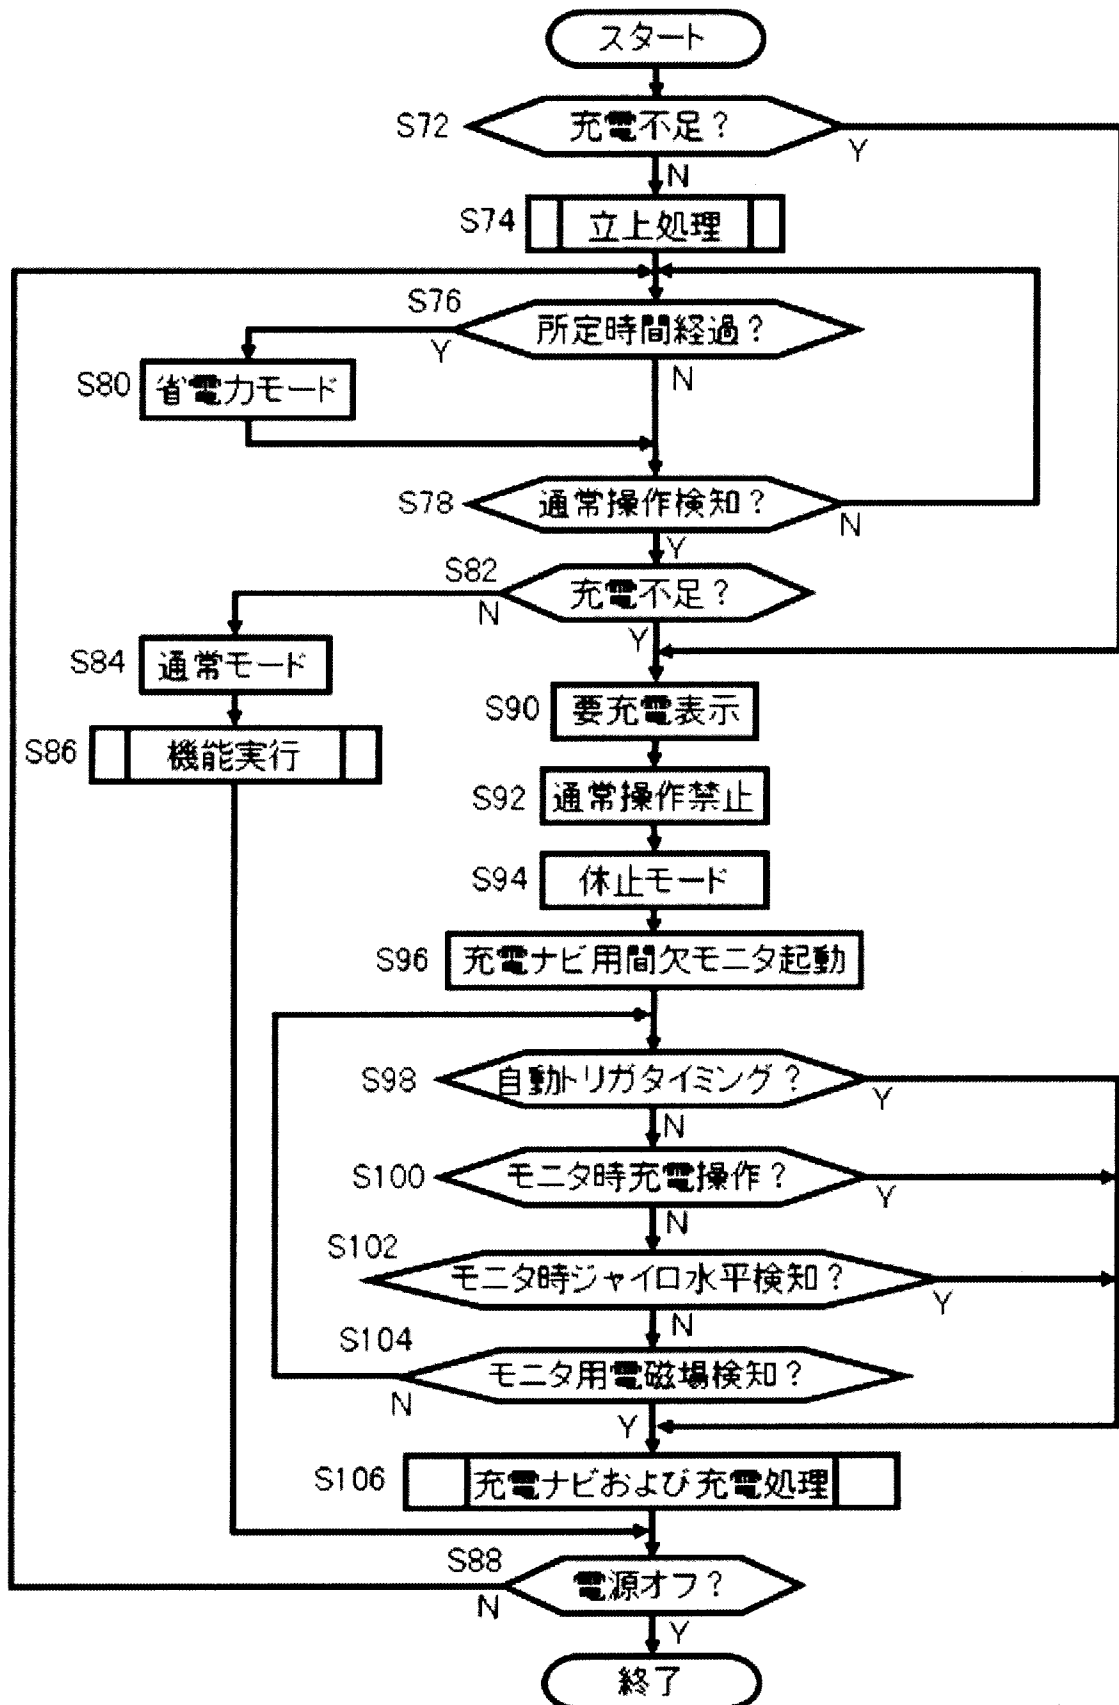 スタート
S72
充電不足?
Y
N
S74
立上処理
S76
所定時間経過?
Y
N
S80
省電力モード
S78
通常操作検知?
N
Y
S82
充電不足?
N
Y
S84
通常モード
S90
要充電表示
S86
機能実行
S92
通常操作禁止
S94
休止モード
S96
充電ナビ用間欠モニタ起動
S98
自動トリガタイミング?
Y
N
S100
モニタ時充電操作?
Y
N
S102
モニタ時ジャイロ水平検知?
Y
N
S104
モニタ用電磁場検知?
N
Y
S106
充電ナビおよび充電処理
S88
電源オフ?
N
Y
終了